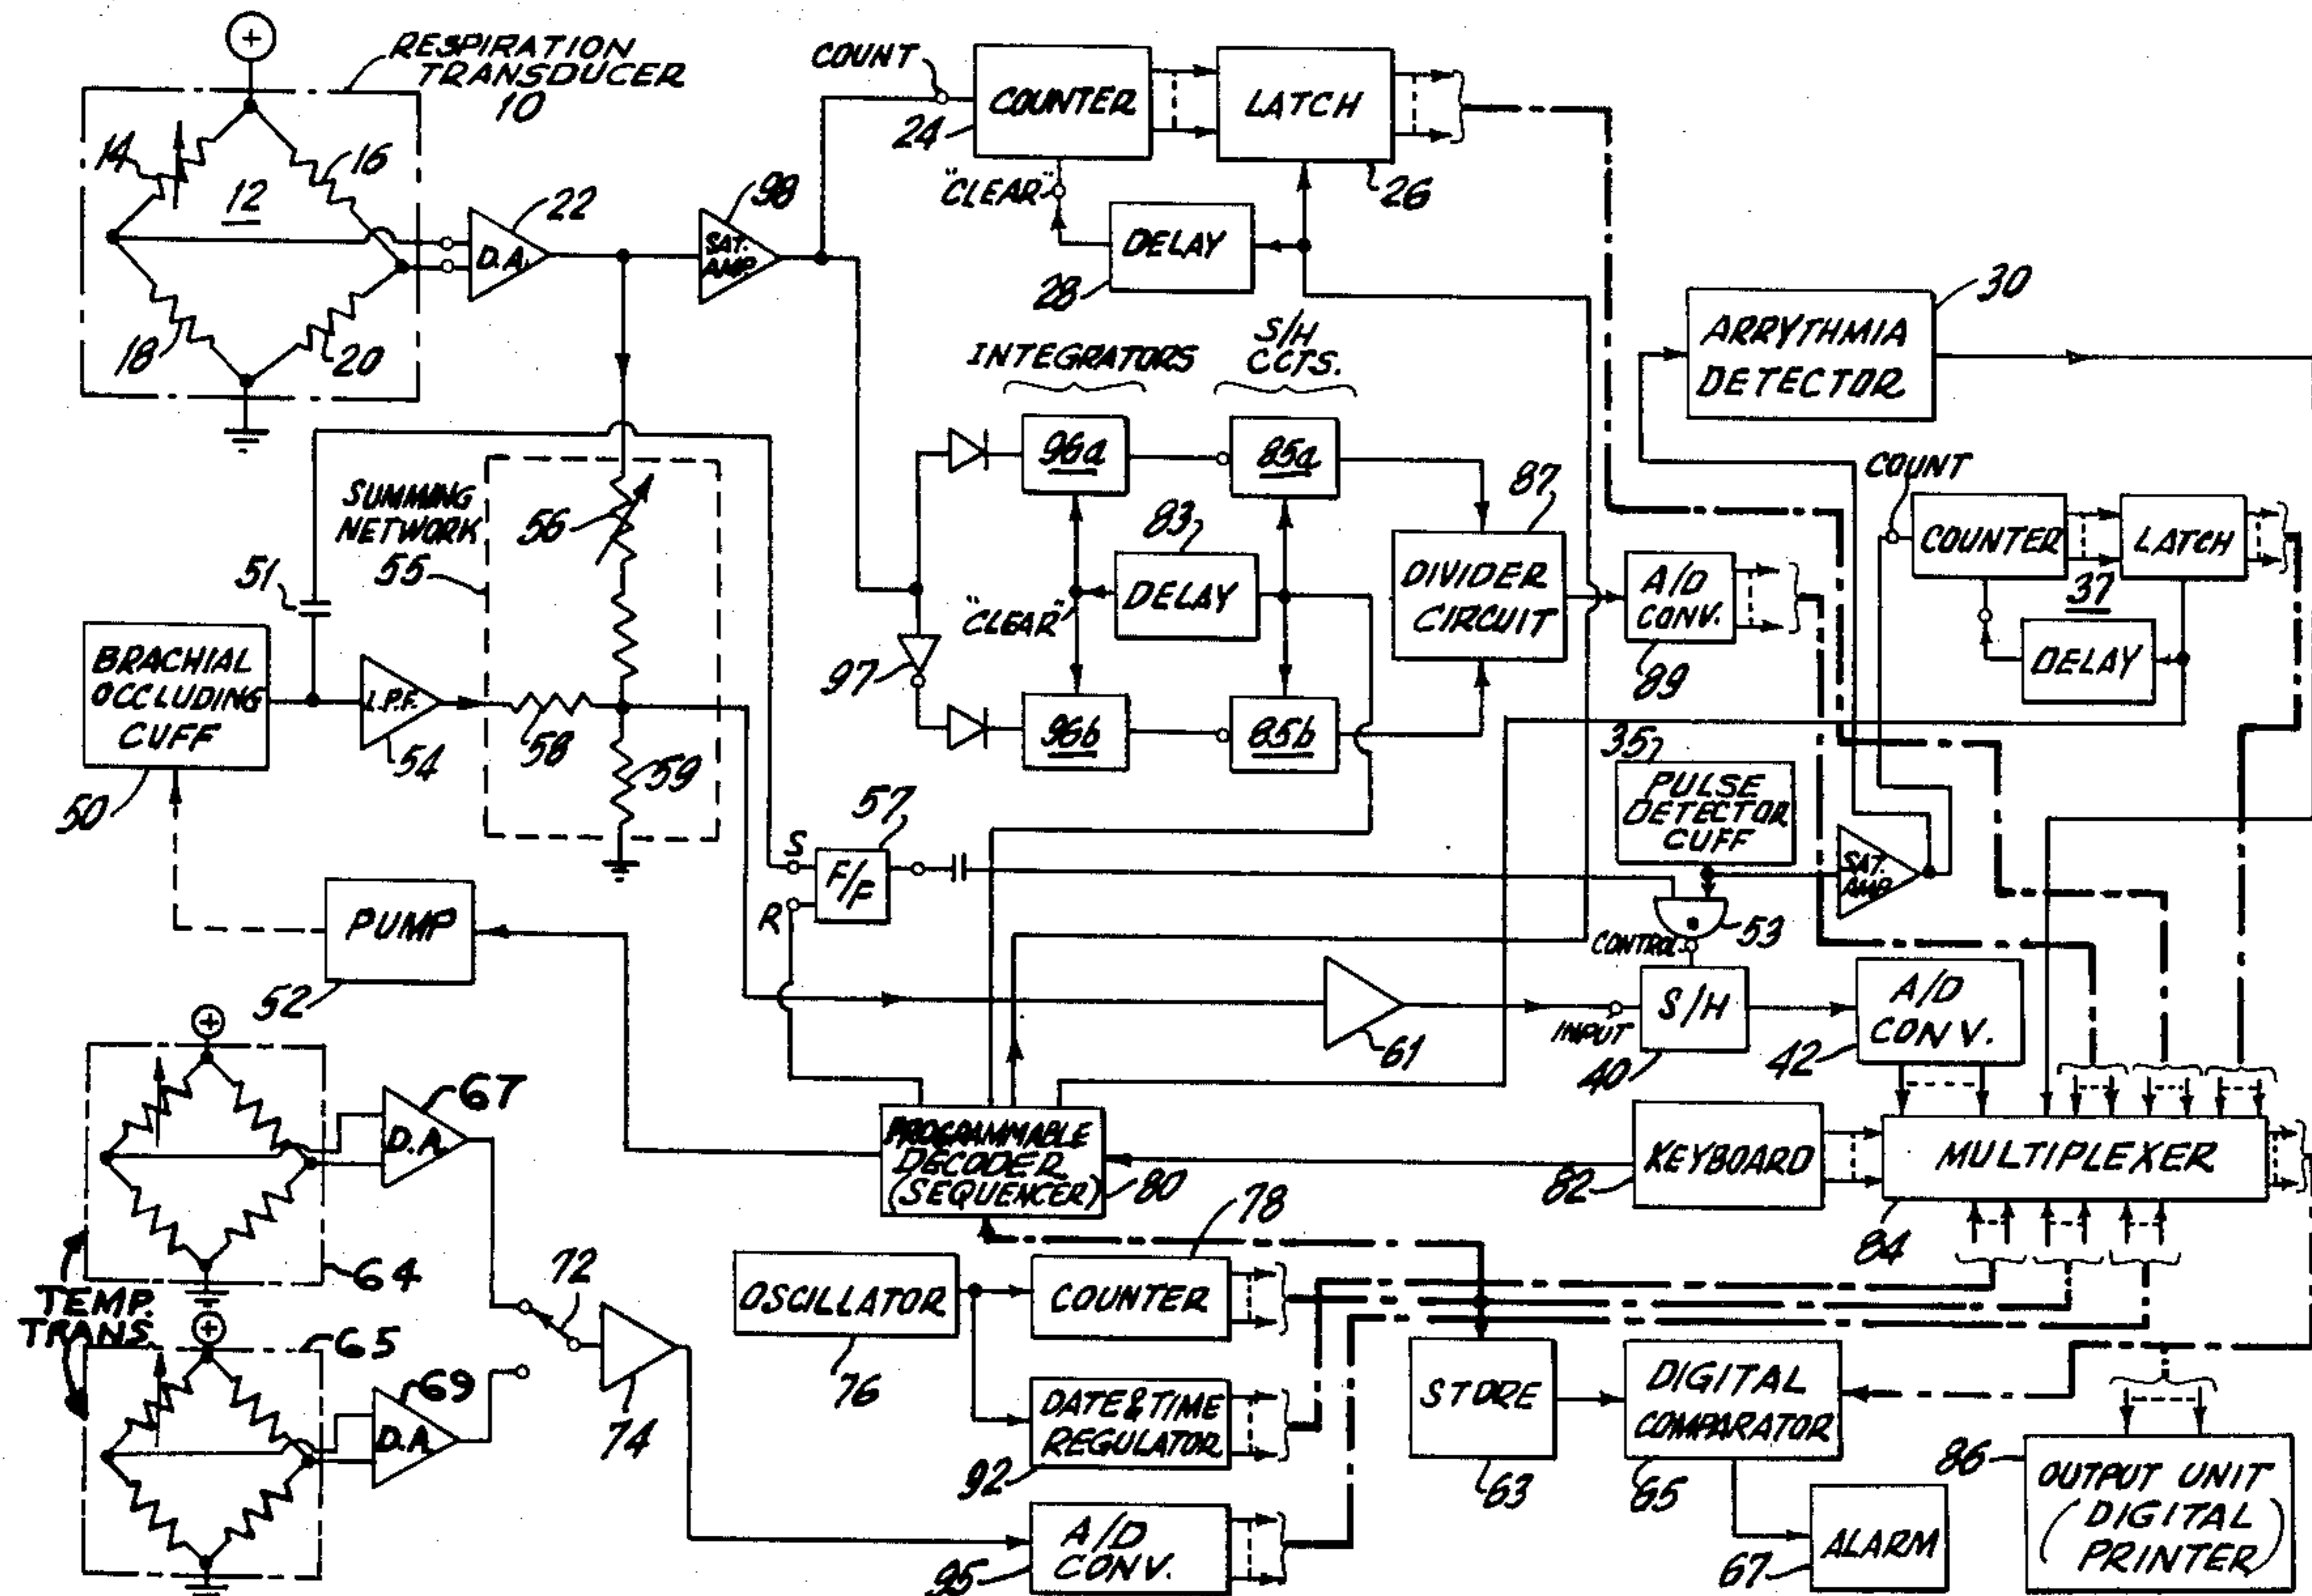 +
RESPIRATION
TRANSDUCER
10
14
16
12
18
20
22
D.A.
98
SAT.
AMP.
COUNT
COUNTER
24
LATCH
26
"CLEAR"
DELAY
28
INTEGRATORS
S/H
CCTS.
ARRYTHMIA
DETECTOR
30
SUMMING
NETWORK
55
56
51
96a
85a
83
DELAY
"CLEAR"
97
96b
85b
87
DIVIDER
CIRCUIT
A/D
CONV.
89
COUNT
COUNTER
LATCH
37
DELAY
BRACHIAL
OCCLUDING
CUFF
50
L.P.F.
54
58
59
35
PULSE
DETECTOR
CUFF
SAT.
AMP.
57
S
F/F
R
53
CONTROL
PUMP
52
61
INPUT
S/H
40
A/D
CONV.
42
+
67
D.A.
64
TEMP.
TRANS.
+
65
69
D.A.
72
74
PROGRAMMABLE
DECODER
(SEQUENCER)
80
KEYBOARD
82
MULTIPLEXER
84
OSCILLATOR
76
78
COUNTER
DATE&TIME
REGULATOR
92
A/D
CONV.
95
STORE
63
DIGITAL
COMPARATOR
65
ALARM
67
86
OUTPUT UNIT
(DIGITAL
PRINTER)